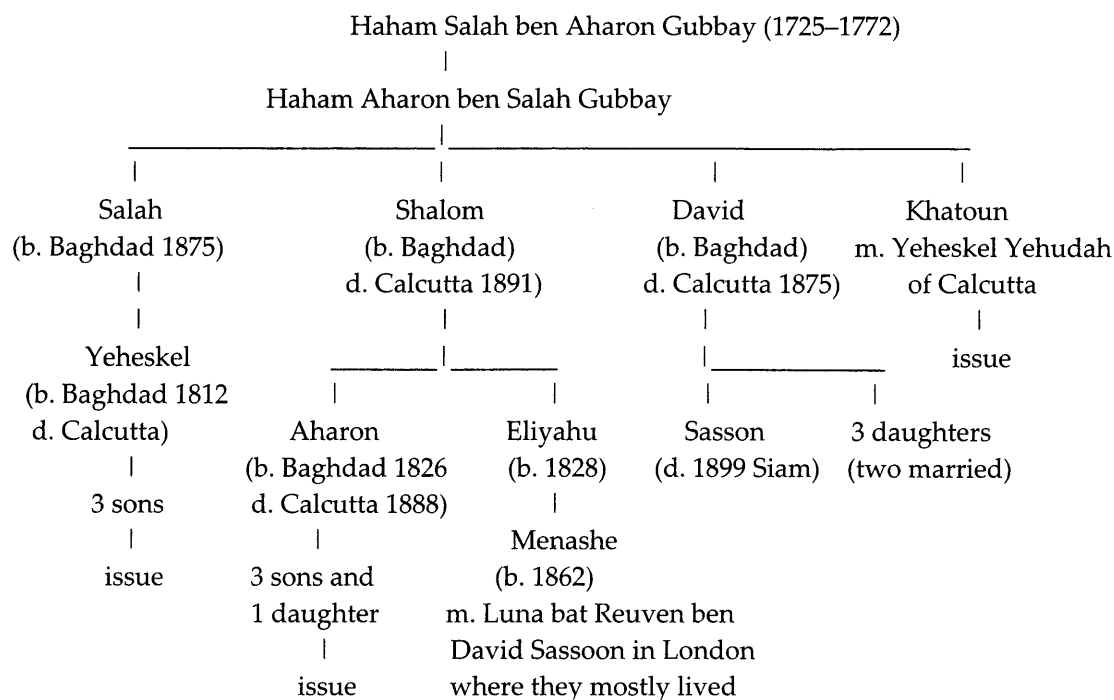 Haham Salah ben Aharon Gubbay (1725–1772)
Haham Aharon ben Salah Gubbay
Salah Shalom David Khatoun
(b. Baghdad 1875) (b. Baghdad) (b. Baghdad) m. Yeheskel Yehudah
d. Calcutta 1891) d. Calcutta 1875) of Calcutta
Yeheskel issue
(b. Baghdad 1812
d. Calcutta) Aharon Eliyahu Sasson 3 daughters
(b. Baghdad 1826 (b. 1828) (d. 1899 Siam) (two married)
3 sons d. Calcutta 1888)
Menashe
issue 3 sons and (b. 1862)
1 daughter m. Luna bat Reuven ben
David Sassoon in London
issue where they mostly lived